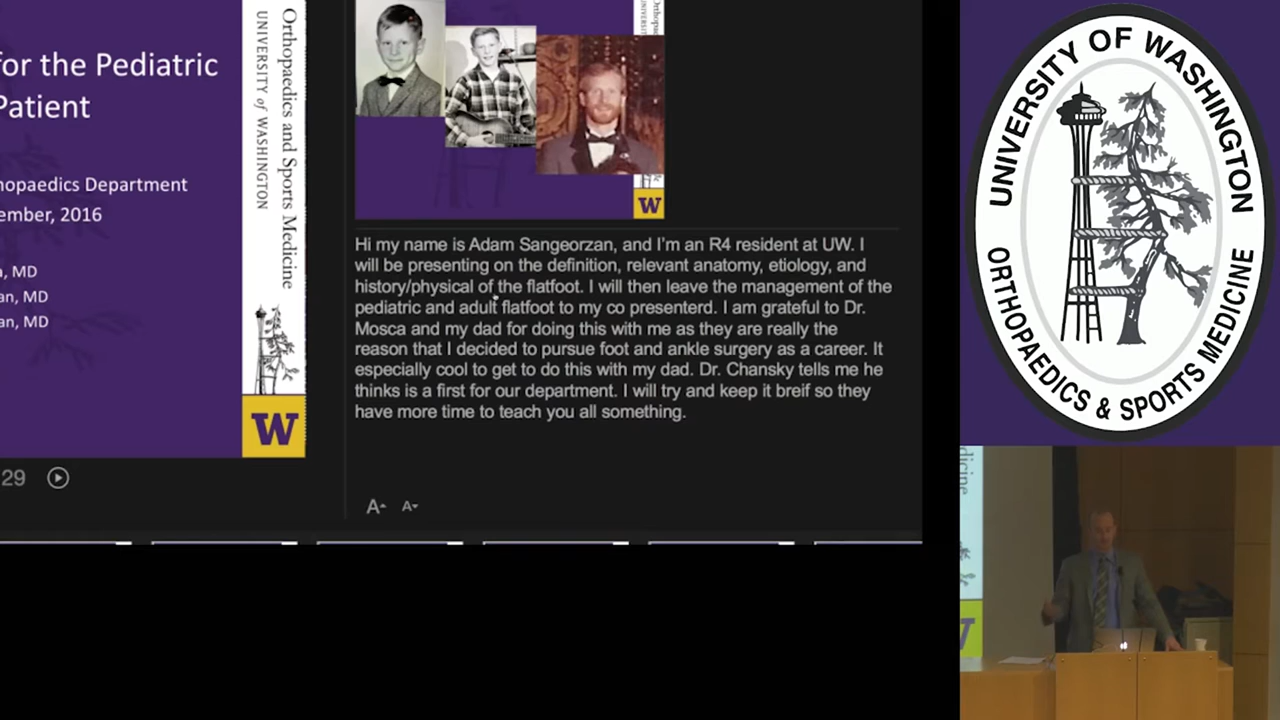 for the Pediatric
Patient
hopaedics Department
ember, 2016
a, MD
an, MD
an, MD
Orthopaedics and Sports Medicine
UNIVERSITY of WASHINGTON
W
29
W
Hi my name is Adam Sangeorzan, and I'm an R4 resident at UW. I
will be presenting on the definition, relevant anatomy, etiology, and
history/physical of the flatfoot. I will then leave the management of the
pediatric and adult flatfoot to my co presenterd. I am grateful to Dr.
Mosca and my dad for doing this with me as they are really the
reason that I decided to pursue foot and ankle surgery as a career. It
especially cool to get to do this with my dad. Dr. Chansky tells me he
thinks is a first for our department. I will try and keep it breif so they
have more time to teach you all something.
A A
UNIVERSITY OF WASHINGTON
ORTHOPAEDICS & SPORTS MEDICINE
dicine
W